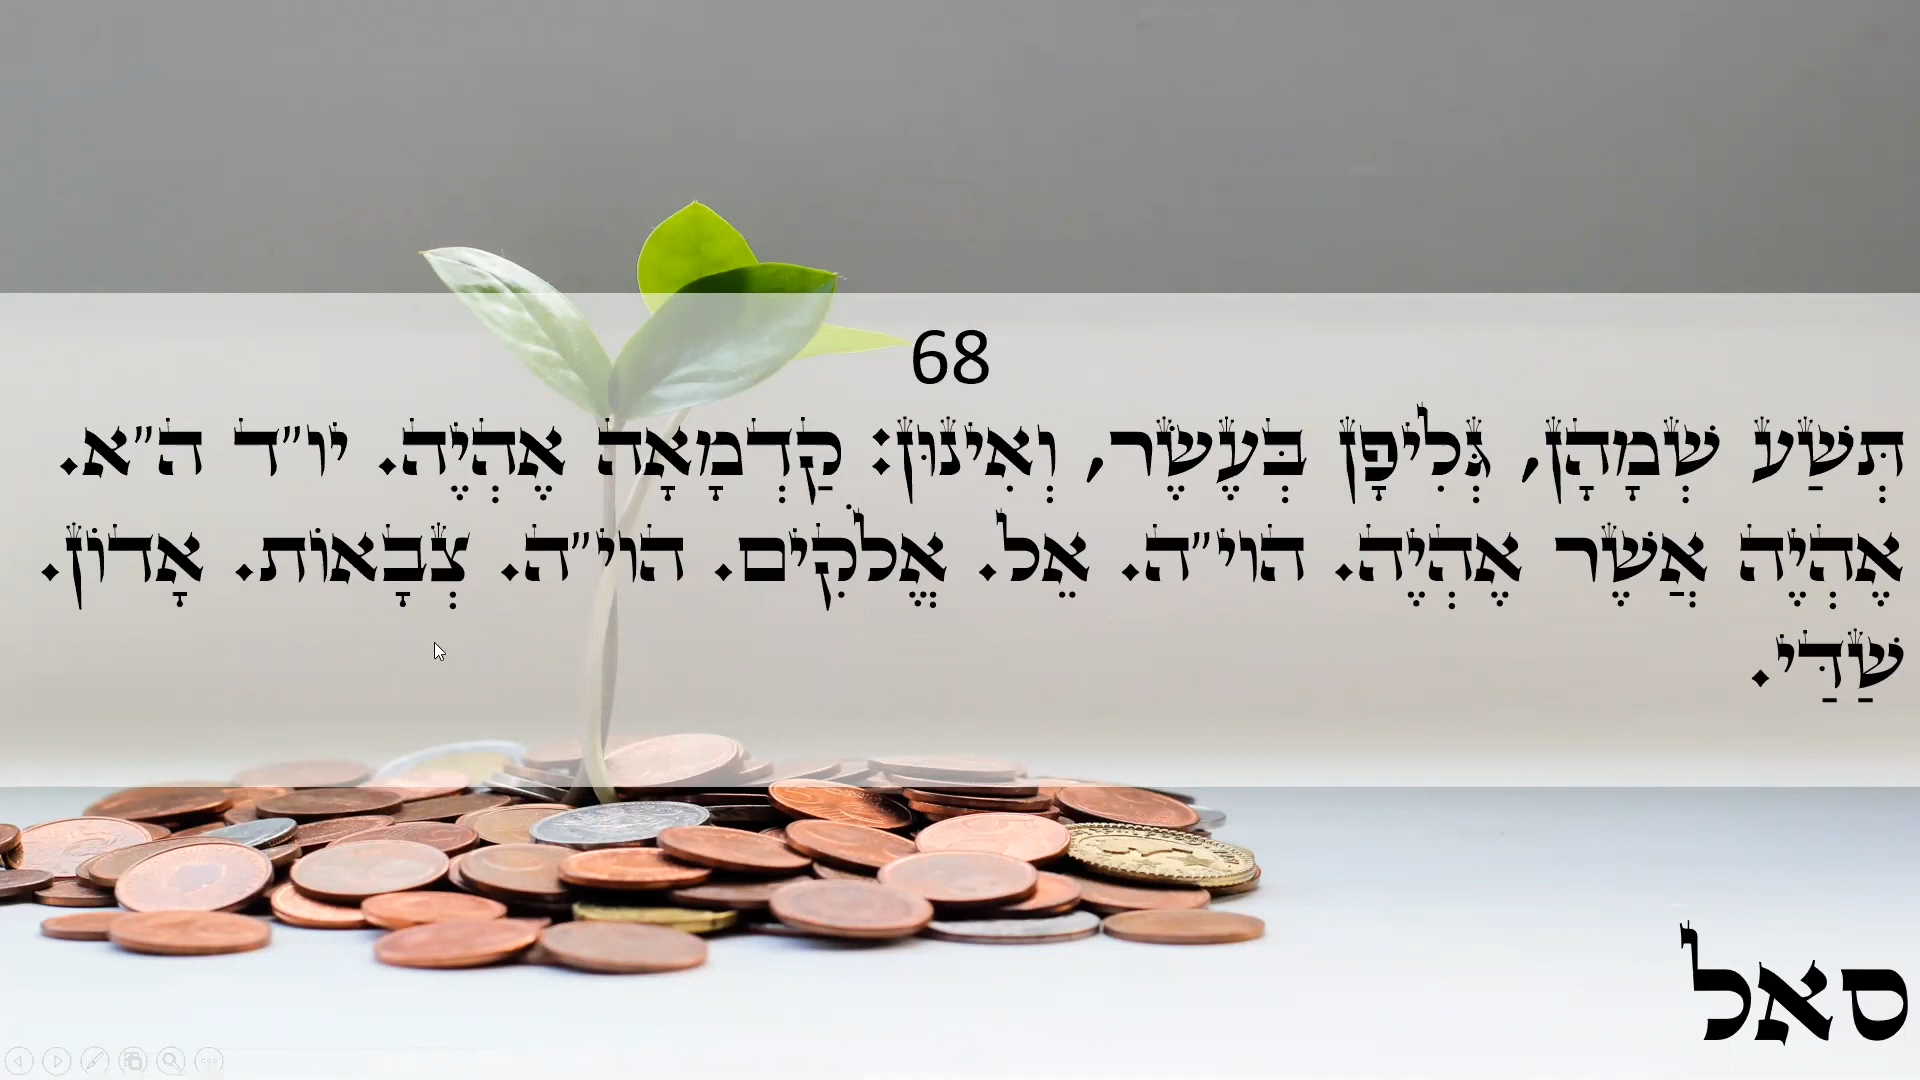 68
תְּשַׁע שְׁמָהָן, גְּלִיפָּן בְּעֶשֶׂר, וְאִינּוּן: קַדְמָאָה אֶהְיֶה. יו״ד ה״א.
אֶהְיֶה אֲשֶׁר אֶהְיֶה. הוי״ה. אֵל. אֱלֹקִים. הוי״ה. צְבָאוֹת. אָדוֹן.
שַׁדַּי.
סאל